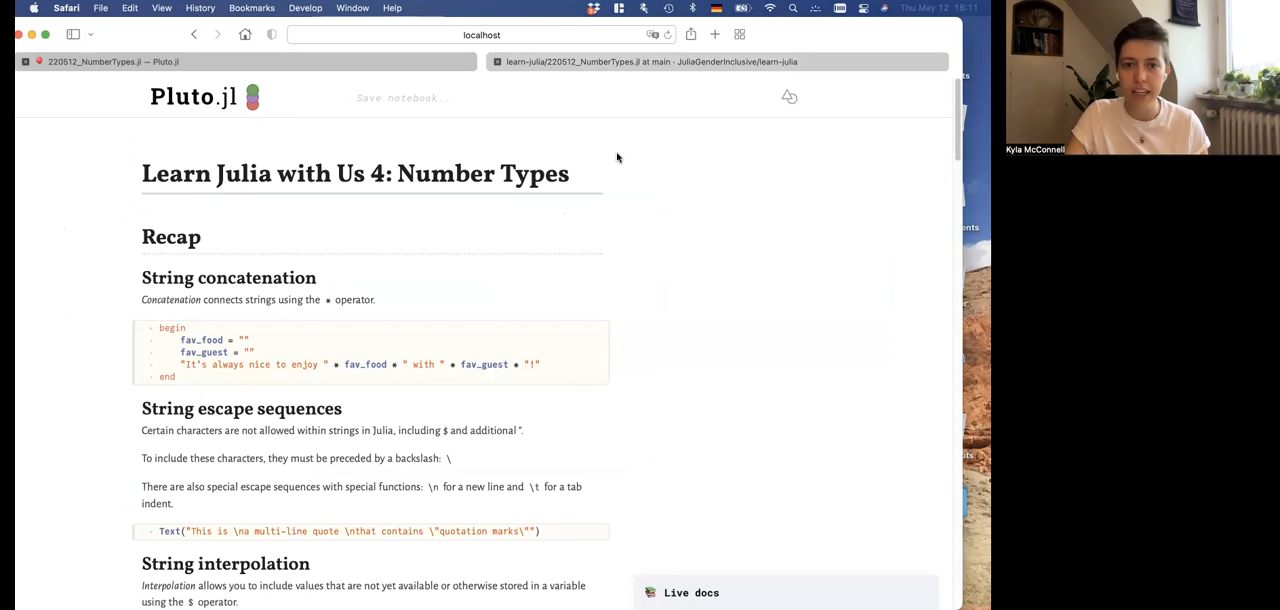 Safari File Edit View History Bookmarks Develop Window Help Thu May 12 18:11
localhost
220512_NumberTypes.jl — Pluto.jl
learn-julia/220512_NumberTypes.jl at main · JuliaGenderInclusive/learn-julia
Pluto.jl
Save notebook...
Kyla McConnell
Learn Julia with Us 4: Number Types
Recap
String concatenation
Concatenation connects strings using the * operator.
begin
fav_food = ""
fav_guest = ""
"It's always nice to enjoy " * fav_food * " with " * fav_guest * "!"
end
String escape sequences
Certain characters are not allowed within strings in Julia, including $ and additional ".
To include these characters, they must be preceded by a backslash: \
There are also special escape sequences with special functions: \n for a new line and \t for a tab
indent.
Text("This is \na multi-line quote \nthat contains \"quotation marks\"")
String interpolation
Interpolation allows you to include values that are not yet available or otherwise stored in a variable
using the $ operator.
Live docs